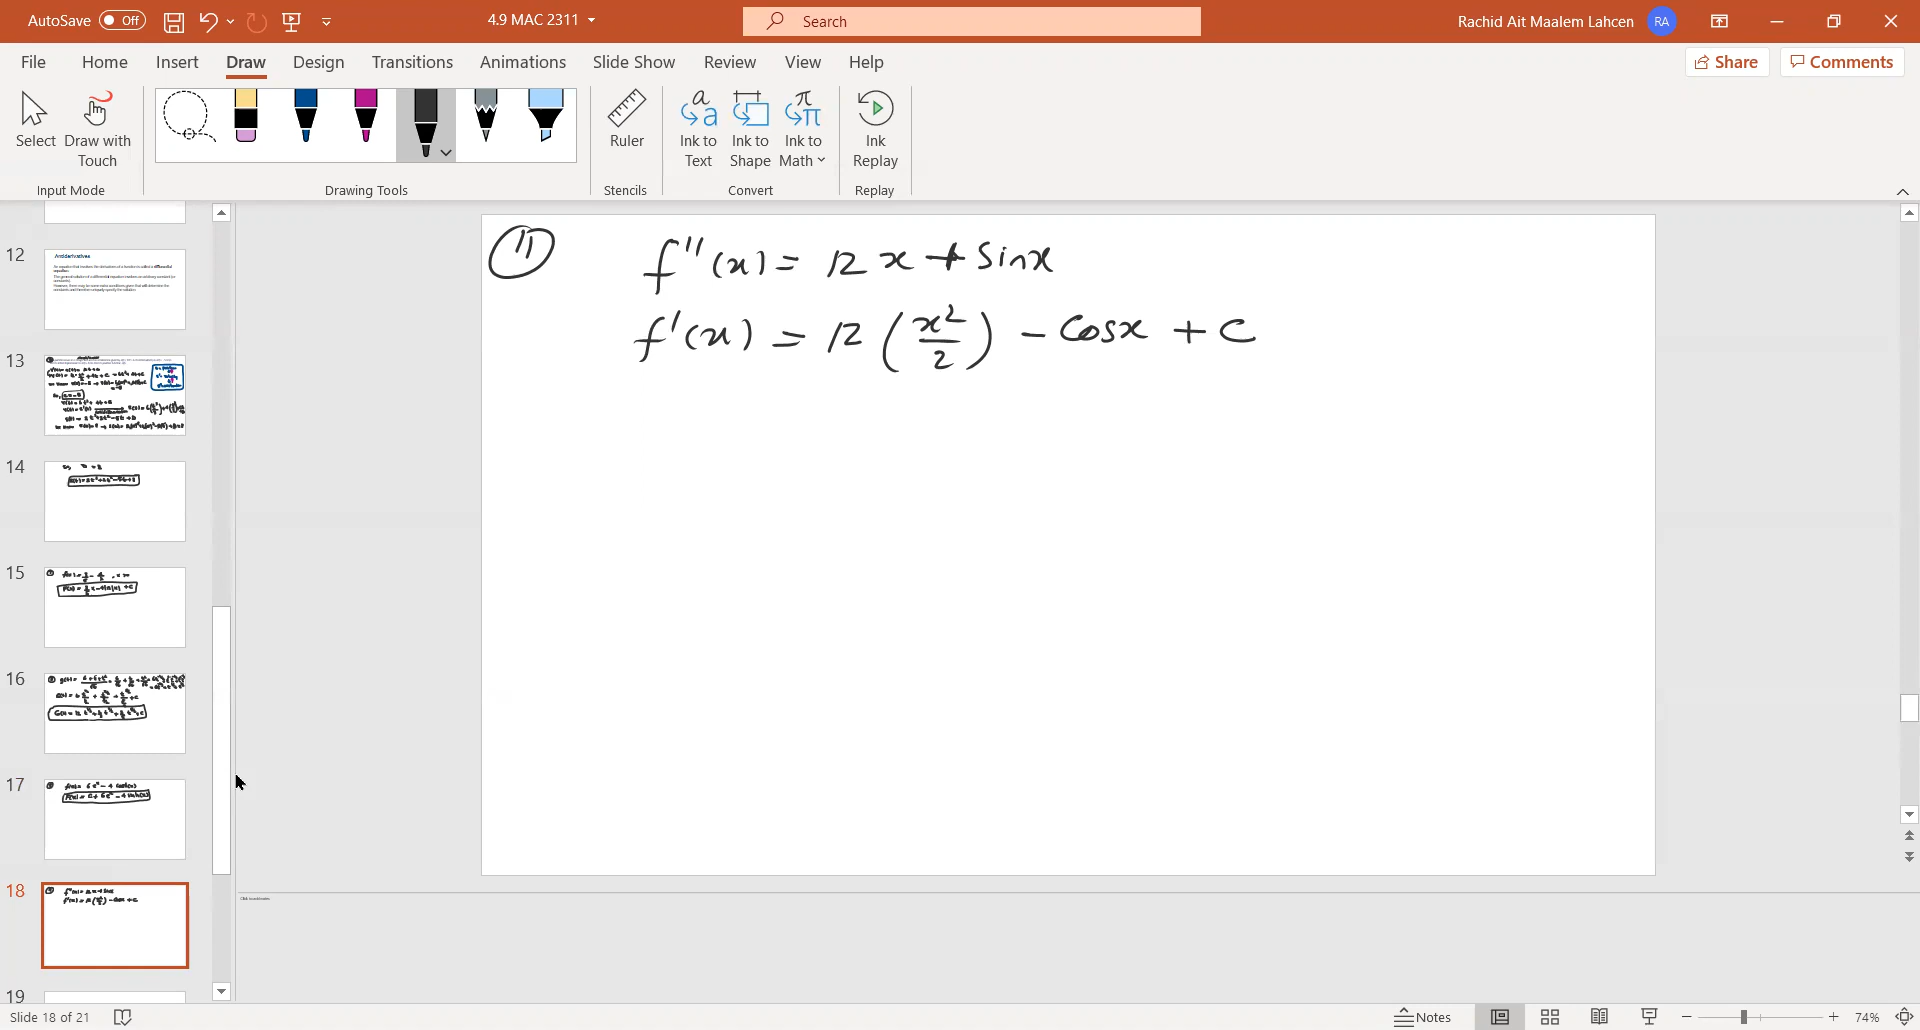 AutoSave Off
4.9 MAC 2311
Search
Rachid Ait Maalem Lahcen RA
File Home Insert Draw Design Transitions Animations Slide Show Review View Help
Share Comments
Select
Draw with Touch
Ruler
Ink to Text
Ink to Shape
Ink to Math
Ink Replay
Input Mode
Drawing Tools
Stencils
Convert
Replay
12
Antiderivatives
13
14
15
16
17
18
19
11
f''(x) = 12x + sinx
f'(x) = 12(x²/2) - cosx + c
Slide 18 of 21
Notes
74%